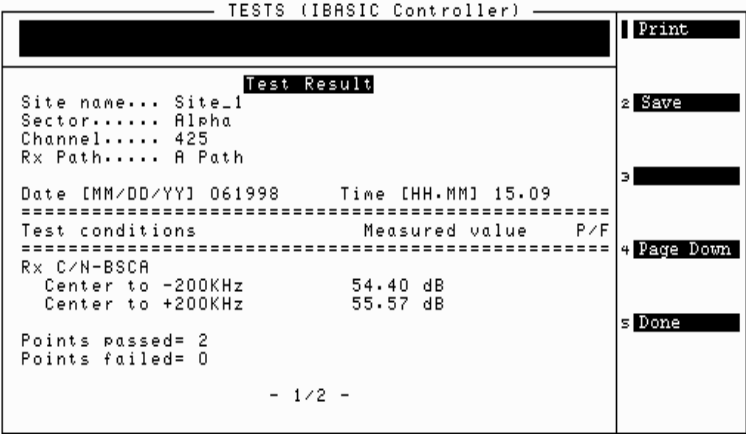 TESTS (IBASIC Controller)
Test Result
Site name... Site_1
Sector...... Alpha
Channel..... 425
Rx Path..... A Path
Date [MM/DD/YY] 061998 Time [HH.MM] 15.09
==================================================
Test conditions Measured value P/F
==================================================
Rx C/N-BSCA
Center to -200KHz 54.40 dB
Center to +200KHz 55.57 dB
Points passed= 2
Points failed= 0
- 1/2 -
1 Print
2 Save
3
4 Page Down
5 Done